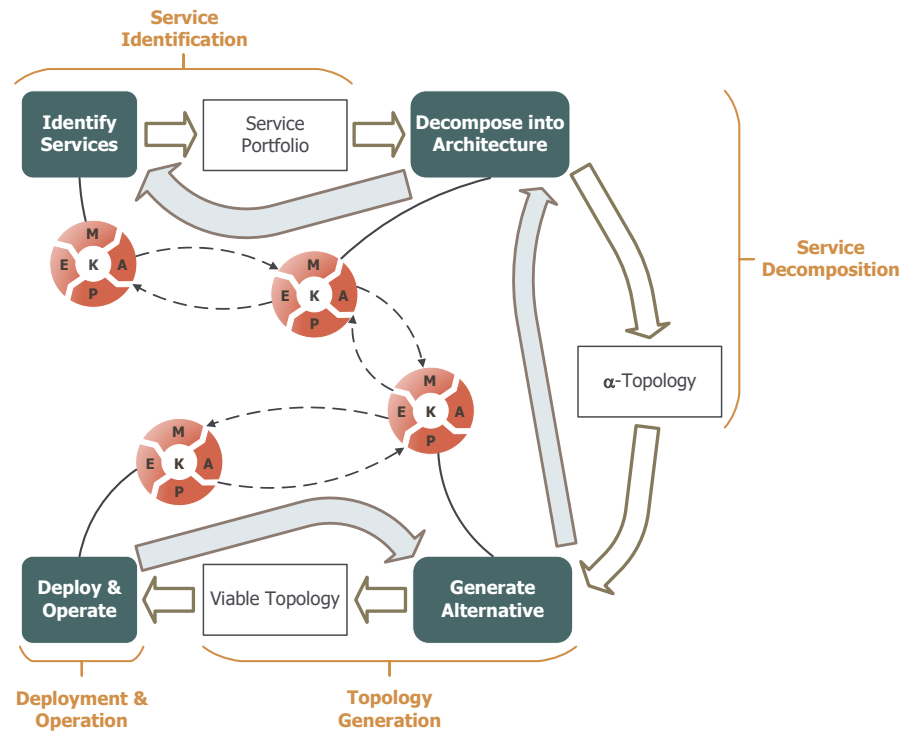 Service
Identification
Identify
Services
Service
Portfolio
Decompose into
Architecture
Service
Decomposition
M
E K A
P
M
E K A
P
α-Topology
M
E K A
P
M
E K A
P
Deploy &
Operate
Viable Topology
Generate
Alternative
Deployment &
Operation
Topology
Generation